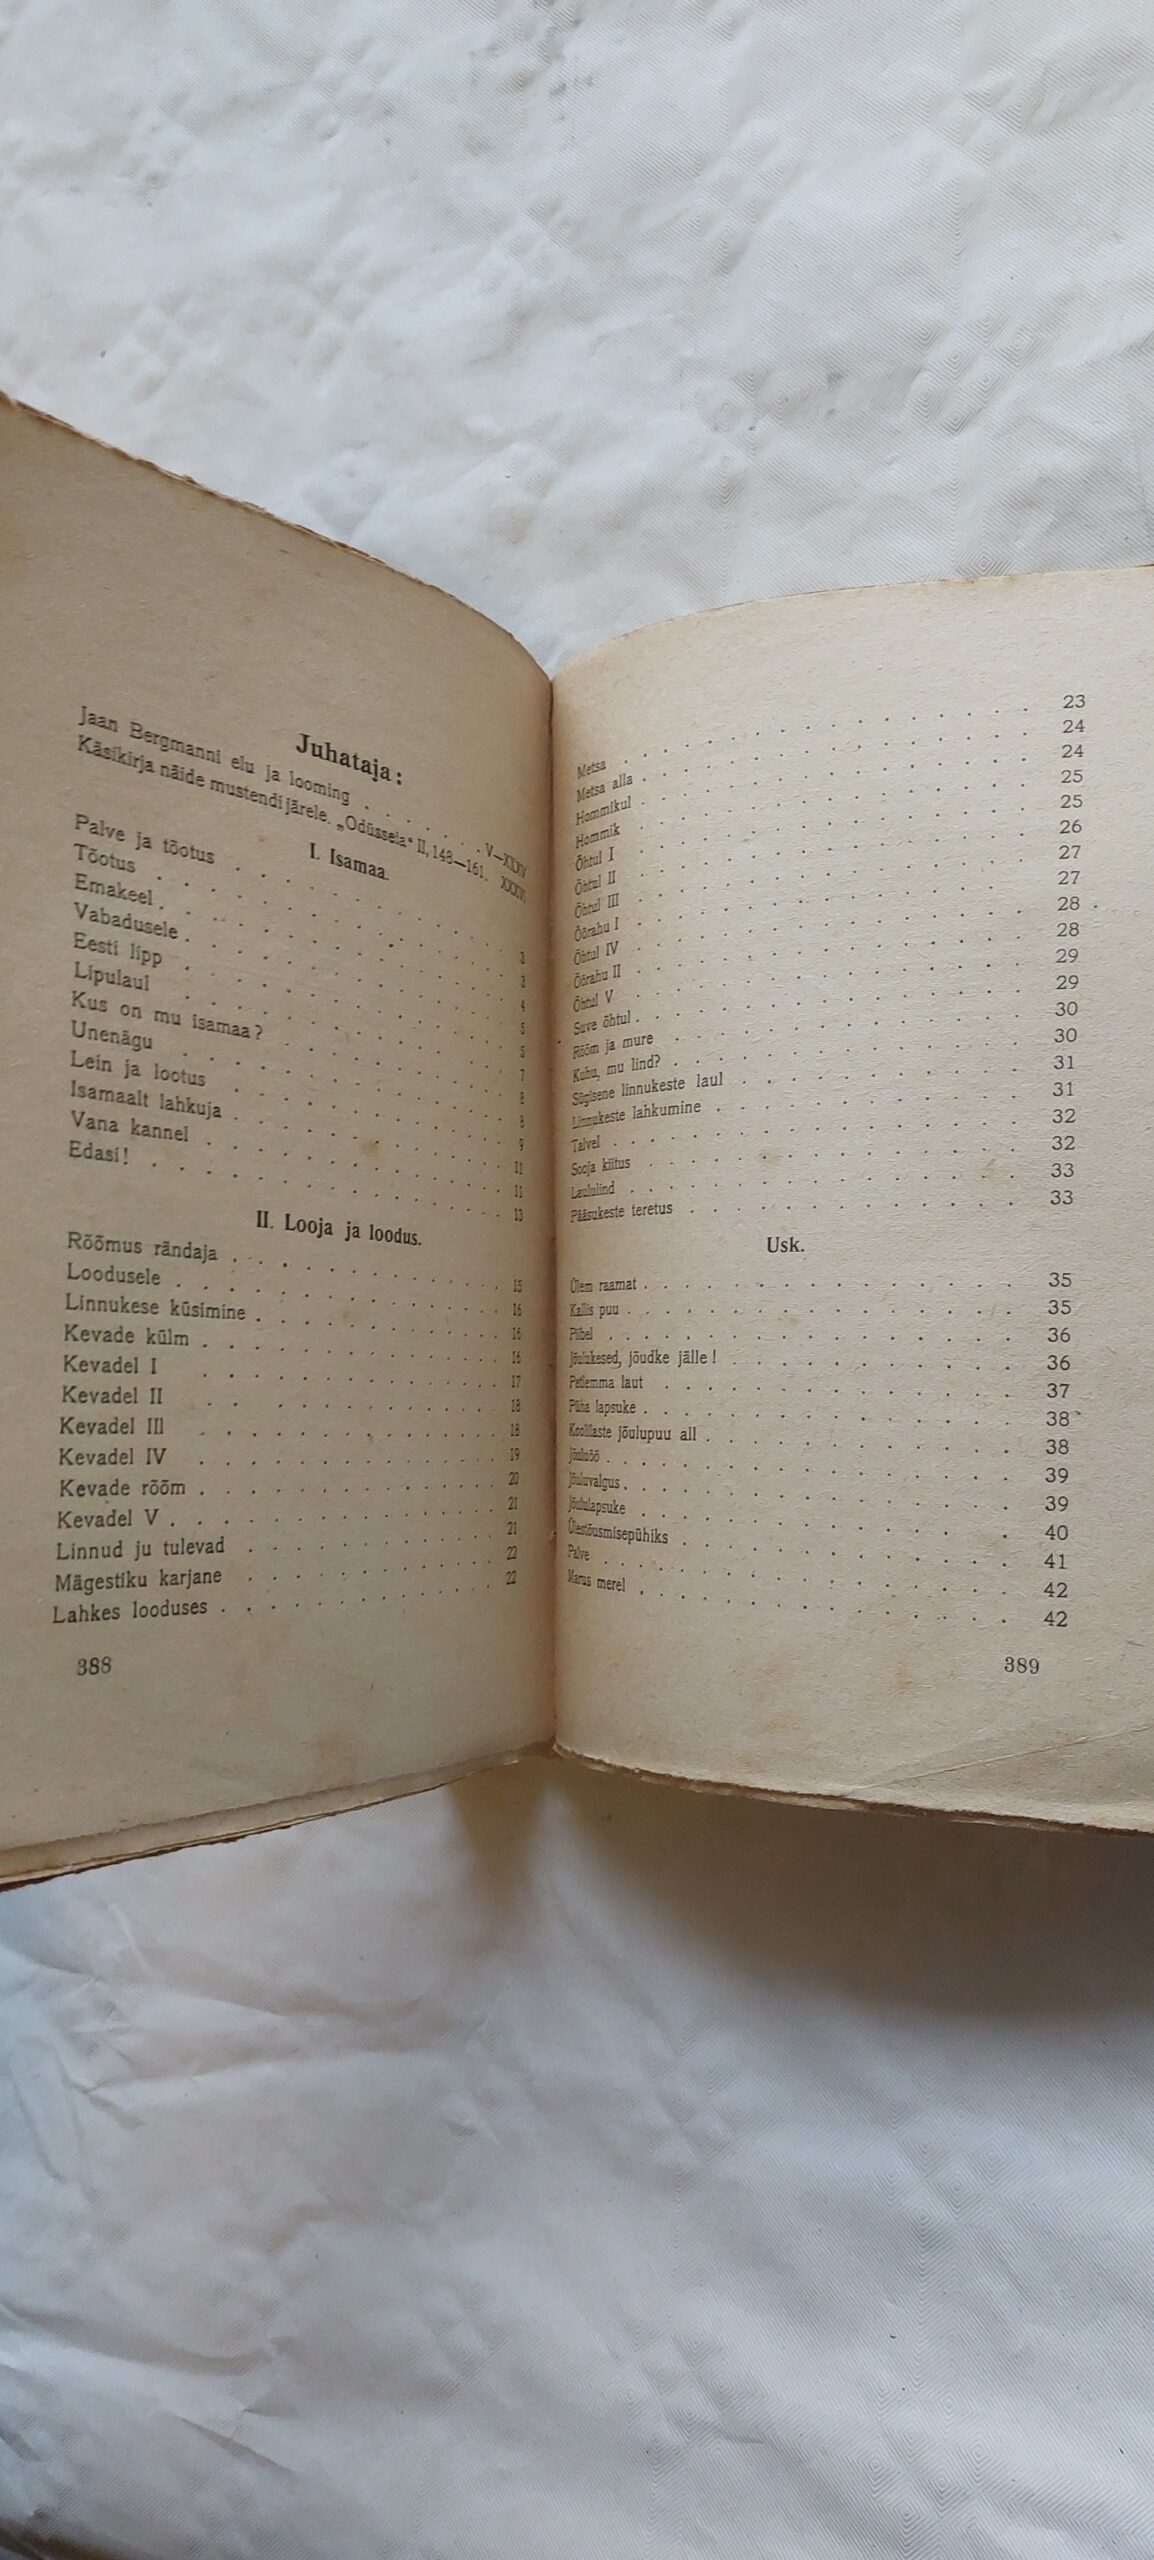 Juhataja:
Jaan Bergmanni elu ja looming . . . . . V—XXXV
Käsikirja näide mustendi järele. „Odüsseia“ II, 148—161. XXXVI
I. Isamaa.
Palve ja tõotus . . . . . . . . . . 3
Tõotus . . . . . . . . . . 3
Emakeel . . . . . . . . . . 4
Vabadusele . . . . . . . . . . 5
Eesti lipp . . . . . . . . . . 5
Lipulaul . . . . . . . . . . 7
Kus on mu isamaa? . . . . . . . . . . 8
Unenägu . . . . . . . . . . 8
Lein ja lootus . . . . . . . . . . 9
Isamaalt lahkuja . . . . . . . . . . 11
Vana kannel . . . . . . . . . . 11
Edasi! . . . . . . . . . . 13
II. Looja ja loodus.
Rõõmus rändaja . . . . . . . . . . 15
Loodusele . . . . . . . . . . 16
Linnukese küsimine . . . . . . . . . . 16
Kevade külm . . . . . . . . . . 16
Kevadel I . . . . . . . . . . 17
Kevadel II . . . . . . . . . . 18
Kevadel III . . . . . . . . . . 18
Kevadel IV . . . . . . . . . . 19
Kevade rõõm . . . . . . . . . . 20
Kevadel V . . . . . . . . . . 21
Linnud ju tulevad . . . . . . . . . . 21
Mägestiku karjane . . . . . . . . . . 22
Lahkes looduses . . . . . . . . . . 22
388
Metsa . . . . . . . . . . 23
Metsa alla . . . . . . . . . . 24
Hommikul . . . . . . . . . . 24
Hommik . . . . . . . . . . 25
Õhtul I . . . . . . . . . . 25
Õhtul II . . . . . . . . . . 26
Õhtul III . . . . . . . . . . 27
Öörahu I . . . . . . . . . . 27
Õhtul IV . . . . . . . . . . 28
Öörahu II . . . . . . . . . . 28
Õhtul V . . . . . . . . . . 29
Suve õhtul . . . . . . . . . . 29
Rõõm ja mure . . . . . . . . . . 30
Kuhu, mu lind? . . . . . . . . . . 30
Sügisene linnukeste laul . . . . . . . . . . 31
Linnukeste lahkumine . . . . . . . . . . 31
Talvel . . . . . . . . . . 32
Sooja kiitus . . . . . . . . . . 32
Laululind . . . . . . . . . . 33
Pääsukeste teretus . . . . . . . . . . 33
Usk.
Ülem raamat . . . . . . . . . . 35
Kallis puu . . . . . . . . . . 35
Piibel . . . . . . . . . . 36
Jõulukesed, jõudke jälle! . . . . . . . . . . 36
Petlemma laut . . . . . . . . . . 37
Püha lapsuke . . . . . . . . . . 38
Koolilaste jõulupuu all . . . . . . . . . . 38
Jõuluöö . . . . . . . . . . 39
Jõuluvalgus . . . . . . . . . . 39
Jõululapsuke . . . . . . . . . . 40
Ülestõusmisepühiks . . . . . . . . . . 41
Palve . . . . . . . . . . 42
Marus merel . . . . . . . . . . 42
389